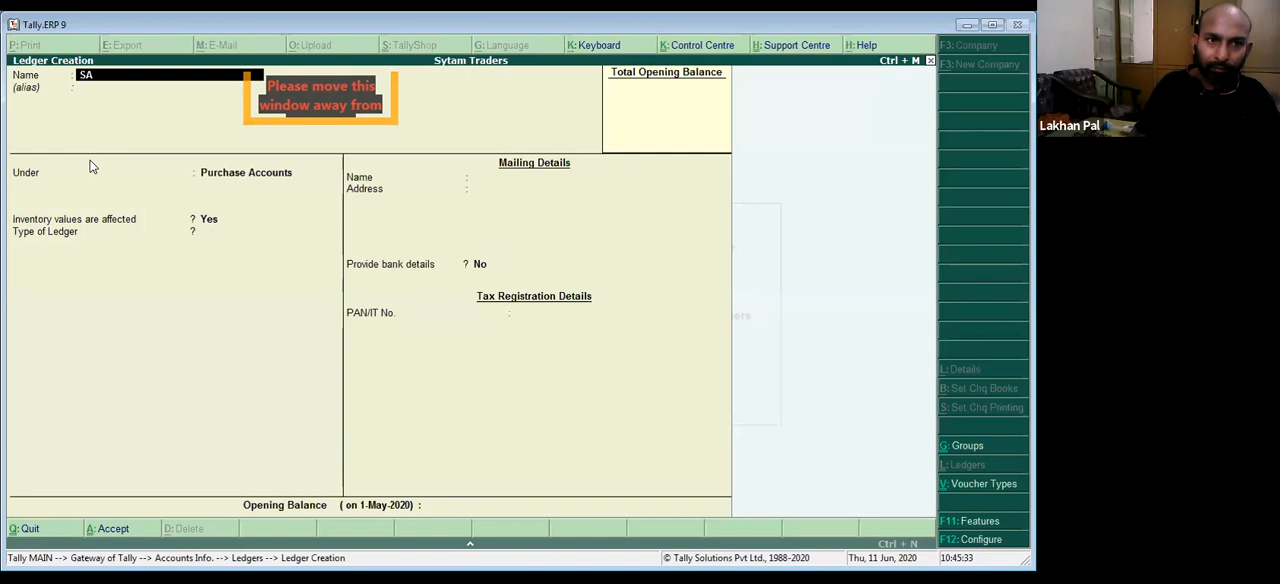 Tally.ERP 9
P: Print E: Export M: E-Mail O: Upload S: TallyShop G: Language K: Keyboard K: Control Centre H: Support Centre H: Help
F3: Company
Ledger Creation Sytam Traders Ctrl + M
F3: New Company
Name : SA
(alias) :
Please move this
window away from
Total Opening Balance
Lakhan Pal
Under : Purchase Accounts
Inventory values are affected ? Yes
Type of Ledger ?
Mailing Details
Name :
Address :
Provide bank details ? No
Tax Registration Details
PAN/IT No. :
Opening Balance ( on 1-May-2020) :
L: Details
B: Set Chq Books
S: Set Chq Printing
G: Groups
L: Ledgers
V: Voucher Types
F11: Features
F12: Configure
Q: Quit A: Accept D: Delete
Ctrl + N
Tally MAIN --> Gateway of Tally --> Accounts Info. --> Ledgers --> Ledger Creation © Tally Solutions Pvt Ltd., 1988-2020 Thu, 11 Jun, 2020 10:45:33